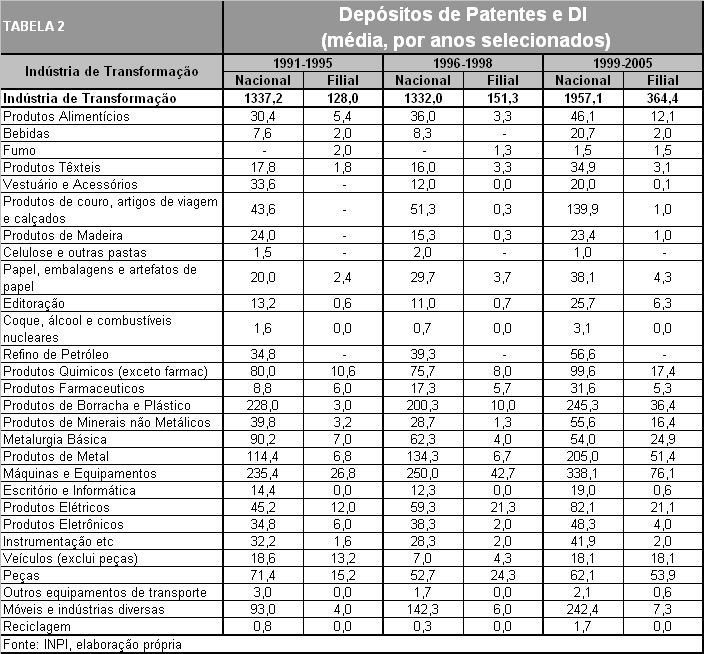 TABELA 2
Depósitos de Patentes e DI
(média, por anos selecionados)
Indústria de Transformação 1991-1995 1996-1998 1999-2005
Nacional Filial Nacional Filial Nacional Filial
Indústria de Transformação 1337,2 128,0 1332,0 151,3 1957,1 364,4
Produtos Alimentícios 30,4 5,4 36,0 3,3 46,1 12,1
Bebidas 7,6 2,0 8,3 - 20,7 2,0
Fumo - 2,0 - 1,3 1,5 1,5
Produtos Têxteis 17,8 1,8 16,0 3,3 34,9 3,1
Vestuário e Acessórios 33,6 - 12,0 0,0 20,0 0,1
Produtos de couro, artigos de viagem
e calçados 43,6 - 51,3 0,3 139,9 1,0
Produtos de Madeira 24,0 - 15,3 0,3 23,4 1,0
Celulose e outras pastas 1,5 - 2,0 - 1,0 -
Papel, embalagens e artefatos de
papel 20,0 2,4 29,7 3,7 38,1 4,3
Editoração 13,2 0,6 11,0 0,7 25,7 6,3
Coque, álcool e combustíveis
nucleares 1,6 0,0 0,7 0,0 3,1 0,0
Refino de Petróleo 34,8 - 39,3 - 56,6 -
Produtos Quimicos (exceto farmac) 80,0 10,6 75,7 8,0 99,6 17,4
Produtos Farmaceuticos 8,8 6,0 17,3 5,7 31,6 5,3
Produtos de Borracha e Plástico 228,0 3,0 200,3 10,0 245,3 36,4
Produtos de Minerais não Metálicos 39,8 3,2 28,7 1,3 55,6 16,4
Metalurgia Básica 90,2 7,0 62,3 4,0 54,0 24,9
Produtos de Metal 114,4 6,8 134,3 6,7 205,0 51,4
Máquinas e Equipamentos 235,4 26,8 250,0 42,7 338,1 76,1
Escritório e Informática 14,4 0,0 12,3 0,0 19,0 0,6
Produtos Elétricos 45,2 12,0 59,3 21,3 82,1 21,1
Produtos Eletrônicos 34,8 6,0 38,3 2,0 48,3 4,0
Instrumentação etc 32,2 1,6 28,3 2,0 41,9 2,0
Veículos (exclui peças) 18,6 13,2 7,0 4,3 18,1 18,1
Peças 71,4 15,2 52,7 24,3 62,1 53,9
Outros equipamentos de transporte 3,0 0,0 1,7 0,0 2,1 0,6
Móveis e indústrias diversas 93,0 4,0 142,3 6,0 242,4 7,3
Reciclagem 0,8 0,0 0,3 0,0 1,7 0,0
Fonte: INPI, elaboração própria